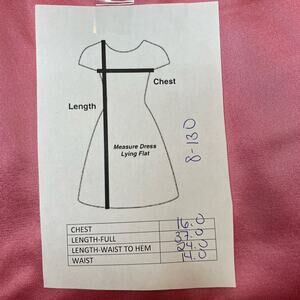 Chest
Length
Measure Dress
Lying Flat
8-130
CHEST 16.0
LENGTH-FULL 37.0
LENGTH-WAIST TO HEM 24.0
WAIST 14.0